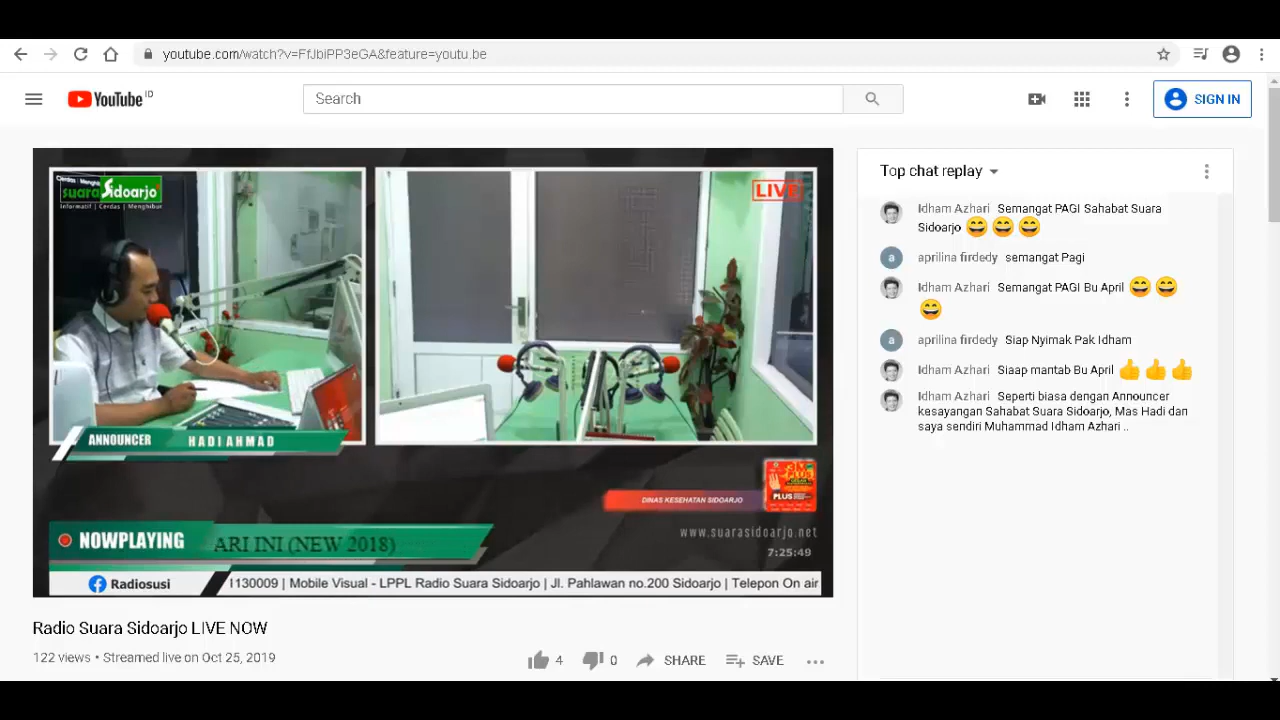 youtube.com/watch?v=FfJbiPP3eGA&feature=youtu.be
YouTube ID
Search
SIGN IN
suara Sidoarjo
Informatif | Cerdas | Menghibur
LIVE
ANNOUNCER HADI AHMAD
PLUS
DINAS KESEHATAN SIDOARJO
www.suarasidoarjo.net
7:25:49
NOWPLAYING ARI INI (NEW 2018)
Radiosusi 1130009 | Mobile Visual - LPPL Radio Suara Sidoarjo | Jl. Pahlawan no.200 Sidoarjo | Telepon On air
Radio Suara Sidoarjo LIVE NOW
122 views • Streamed live on Oct 25, 2019
4 0 SHARE SAVE
Top chat replay
Idham Azhari Semangat PAGI Sahabat Suara
Sidoarjo 😄😄😄
a aprilina firdedy semangat Pagi
Idham Azhari Semangat PAGI Bu April 😄😄
😄
a aprilina firdedy Siap Nyimak Pak Idham
Idham Azhari Siaap mantab Bu April 👍👍👍
Idham Azhari Seperti biasa dengan Announcer
kesayangan Sahabat Suara Sidoarjo, Mas Hadi dan
saya sendiri Muhammad Idham Azhari ..